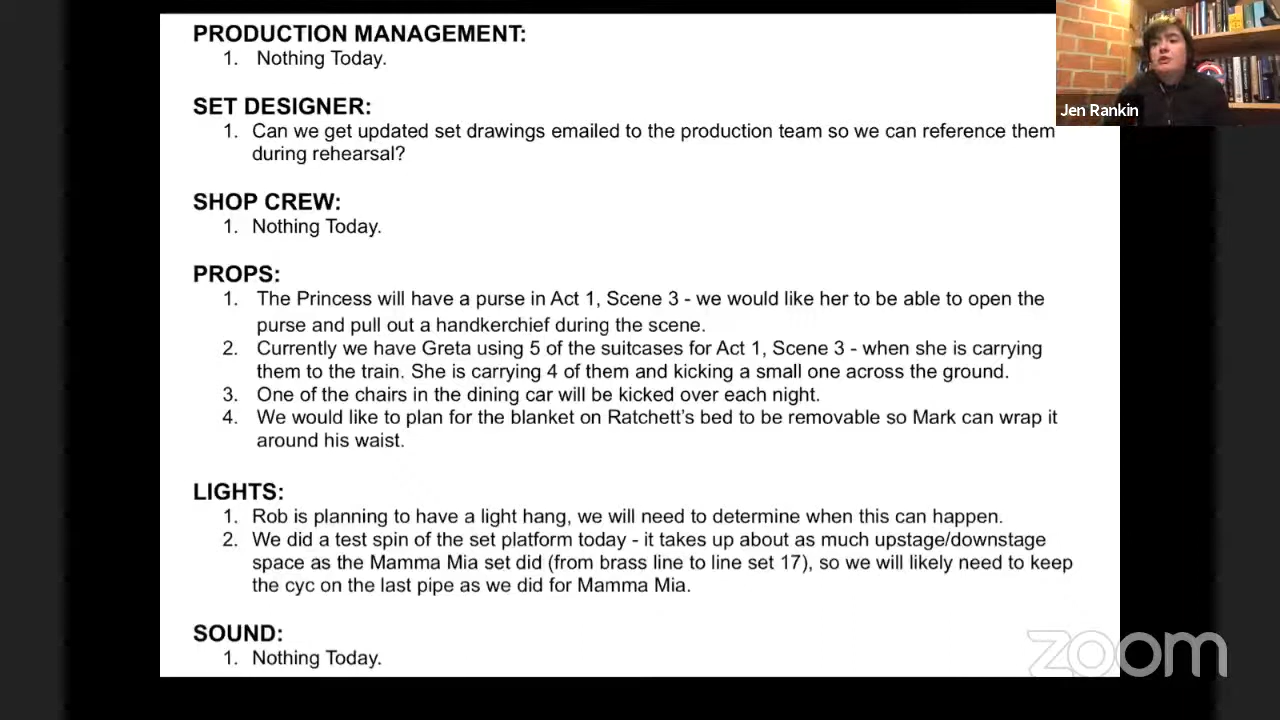 PRODUCTION MANAGEMENT:
1. Nothing Today.
SET DESIGNER:
1. Can we get updated set drawings emailed to the production team so we can reference them
during rehearsal?
SHOP CREW:
1. Nothing Today.
PROPS:
1. The Princess will have a purse in Act 1, Scene 3 - we would like her to be able to open the
purse and pull out a handkerchief during the scene.
2. Currently we have Greta using 5 of the suitcases for Act 1, Scene 3 - when she is carrying
them to the train. She is carrying 4 of them and kicking a small one across the ground.
3. One of the chairs in the dining car will be kicked over each night.
4. We would like to plan for the blanket on Ratchett's bed to be removable so Mark can wrap it
around his waist.
LIGHTS:
1. Rob is planning to have a light hang, we will need to determine when this can happen.
2. We did a test spin of the set platform today - it takes up about as much upstage/downstage
space as the Mamma Mia set did (from brass line to line set 17), so we will likely need to keep
the cyc on the last pipe as we did for Mamma Mia.
SOUND:
1. Nothing Today.
Jen Rankin
zoom